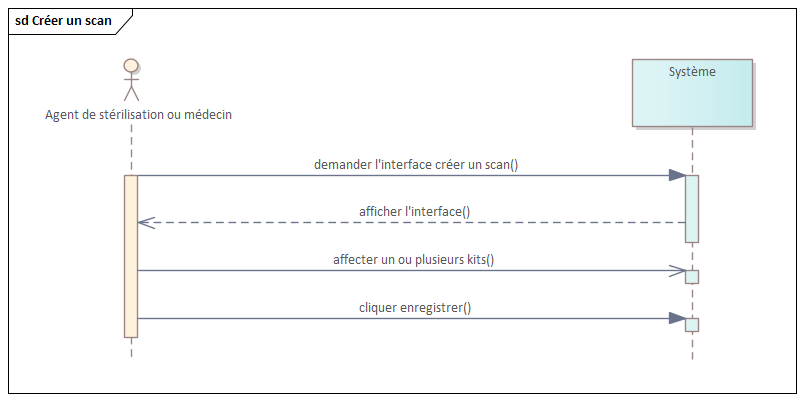 sd Créer un scan
Système
Agent de stérilisation ou médecin
demander l'interface créer un scan()
afficher l'interface()
affecter un ou plusieurs kits()
cliquer enregistrer()